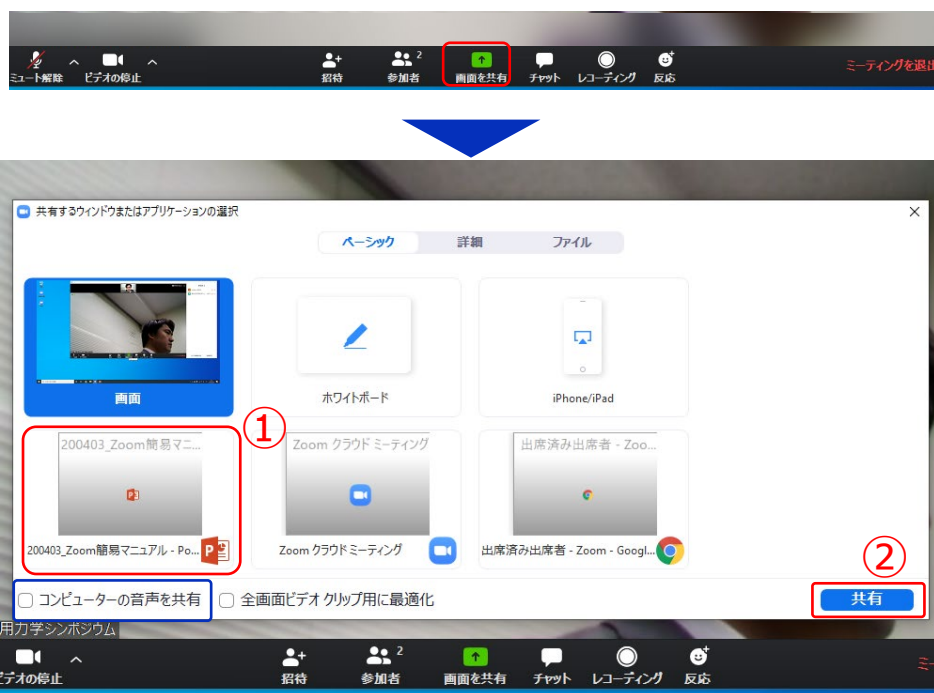 ミュート解除 ビデオの停止 招待 参加者 2 画面を共有 チャット レコーディング 反応 ミーティングを退出
共有するウィンドウまたはアプリケーションの選択
ベーシック 詳細 ファイル
画面 ホワイトボード iPhone/iPad
①
200403_Zoom簡易マニ... Zoom クラウド ミーティング 出席済み出席者 - Zoo...
200403_Zoom簡易マニュアル - Po... Zoom クラウド ミーティング 出席済み出席者 - Zoom - Googl...
②
コンピューターの音声を共有 全画面ビデオ クリップ用に最適化 共有
用力学シンポジウム
デオの停止 招待 参加者 2 画面を共有 チャット レコーディング 反応 ミー